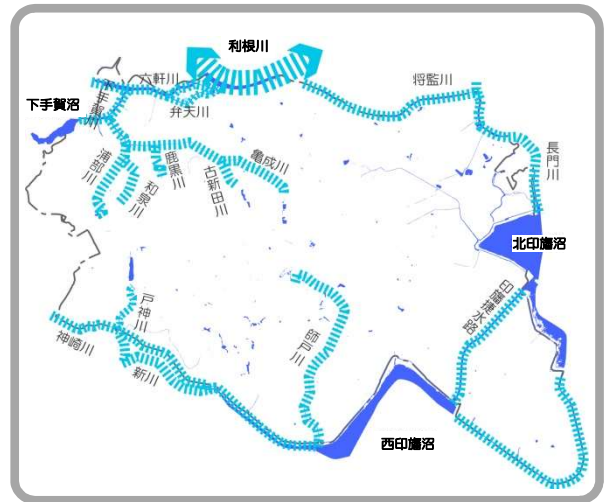 利根川
六軒川
将監川
下手賀川
弁天川
下手賀沼
長門川
浦部川
和泉川
鹿黒川
古新田川
亀成川
北印旛沼
印旛捷水路
戸神川
師戸川
神崎川
新川
西印旛沼